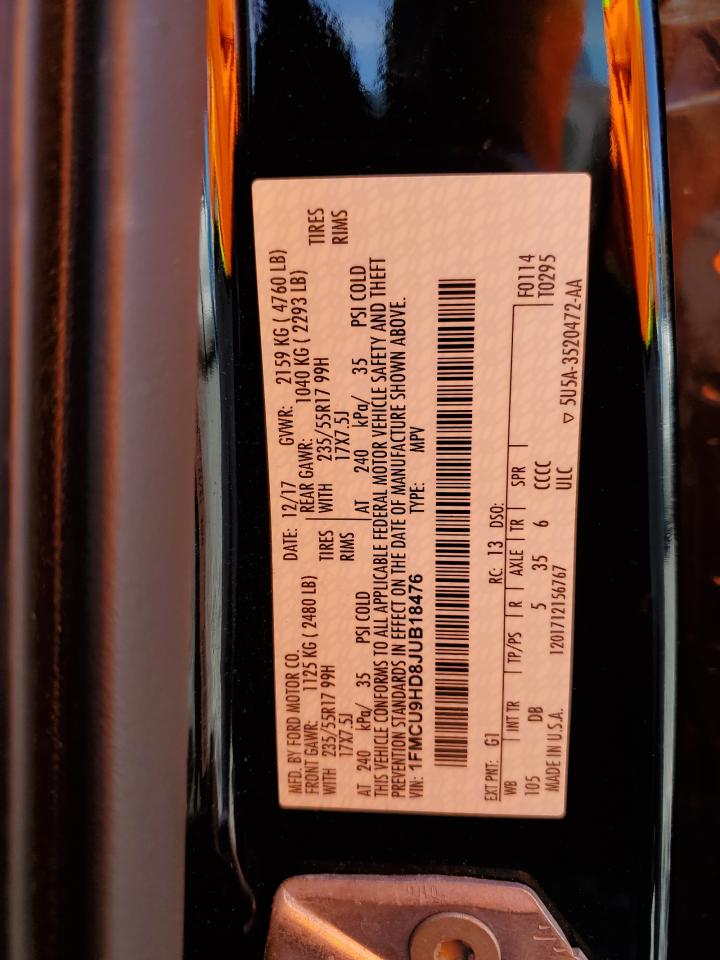 MFD. BY FORD MOTOR CO.
DATE: 12/17 GVWR: 2159 KG ( 4760 LB)
FRONT GAWR: 1125 KG ( 2480 LB) REAR GAWR: 1040 KG ( 2293 LB)
WITH 235/55R17 99H TIRES WITH 235/55R17 99H TIRES
17X7.5J RIMS 17X7.5J RIMS
AT 240 kPa/ 35 PSI COLD AT 240 kPa/ 35 PSI COLD
THIS VEHICLE CONFORMS TO ALL APPLICABLE FEDERAL MOTOR VEHICLE SAFETY AND THEFT
PREVENTION STANDARDS IN EFFECT ON THE DATE OF MANUFACTURE SHOWN ABOVE.
VIN: 1FMCU9HD8JUB18476 TYPE: MPV
EXT PNT: G1 RC: 13 DSO:
WB INT TR TP/PS R AXLE TR SPR F0114
105 DB 5 35 6 CCCC T0295
MADE IN U.S.A. 1201712156767 ULC ▽ 5U5A-3520472-AA